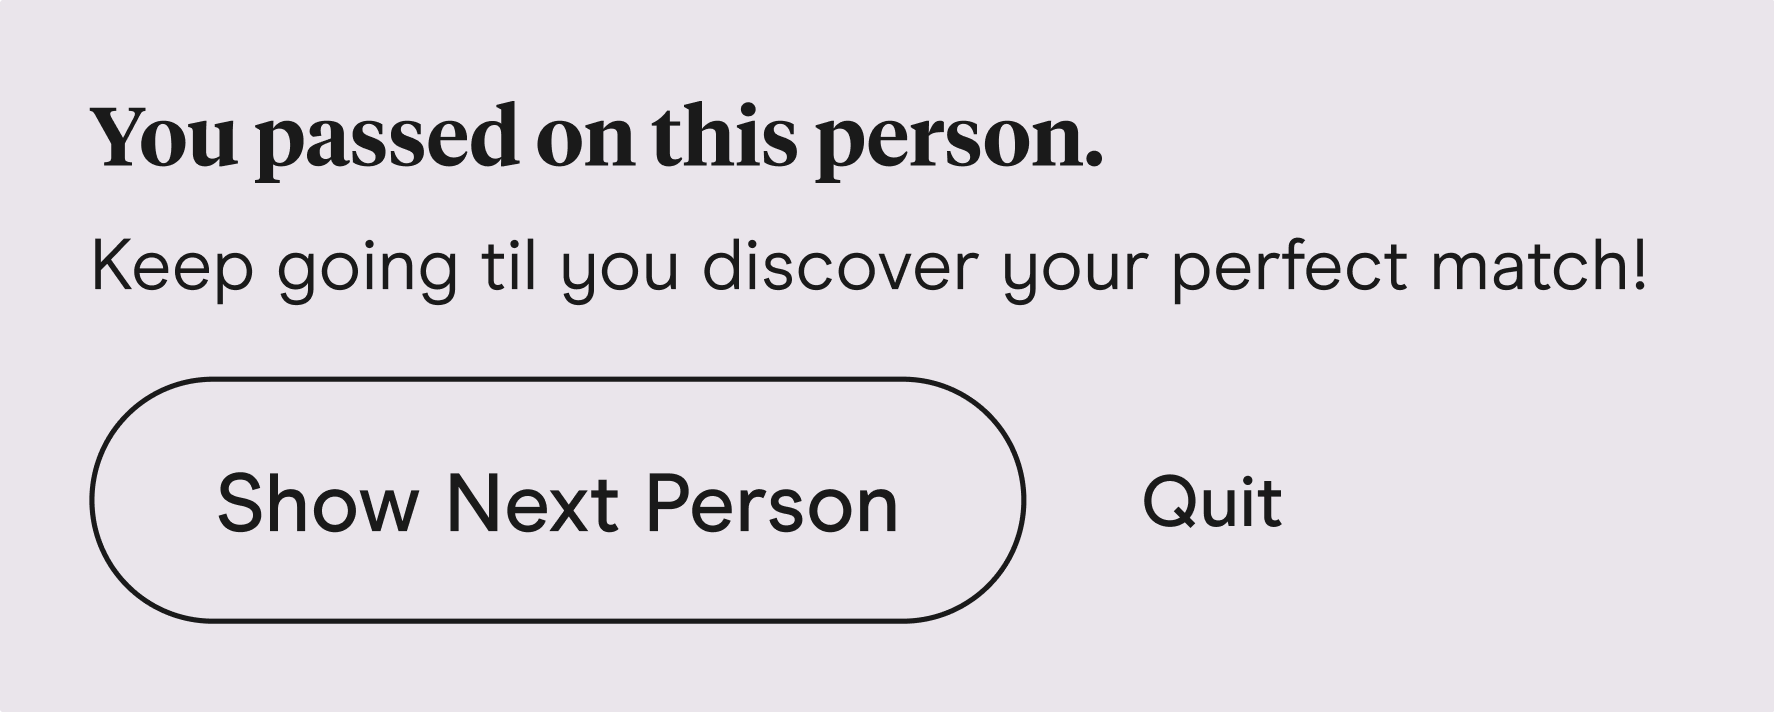 You passed on this person.
Keep going til you discover your perfect match!
Show Next Person
Quit